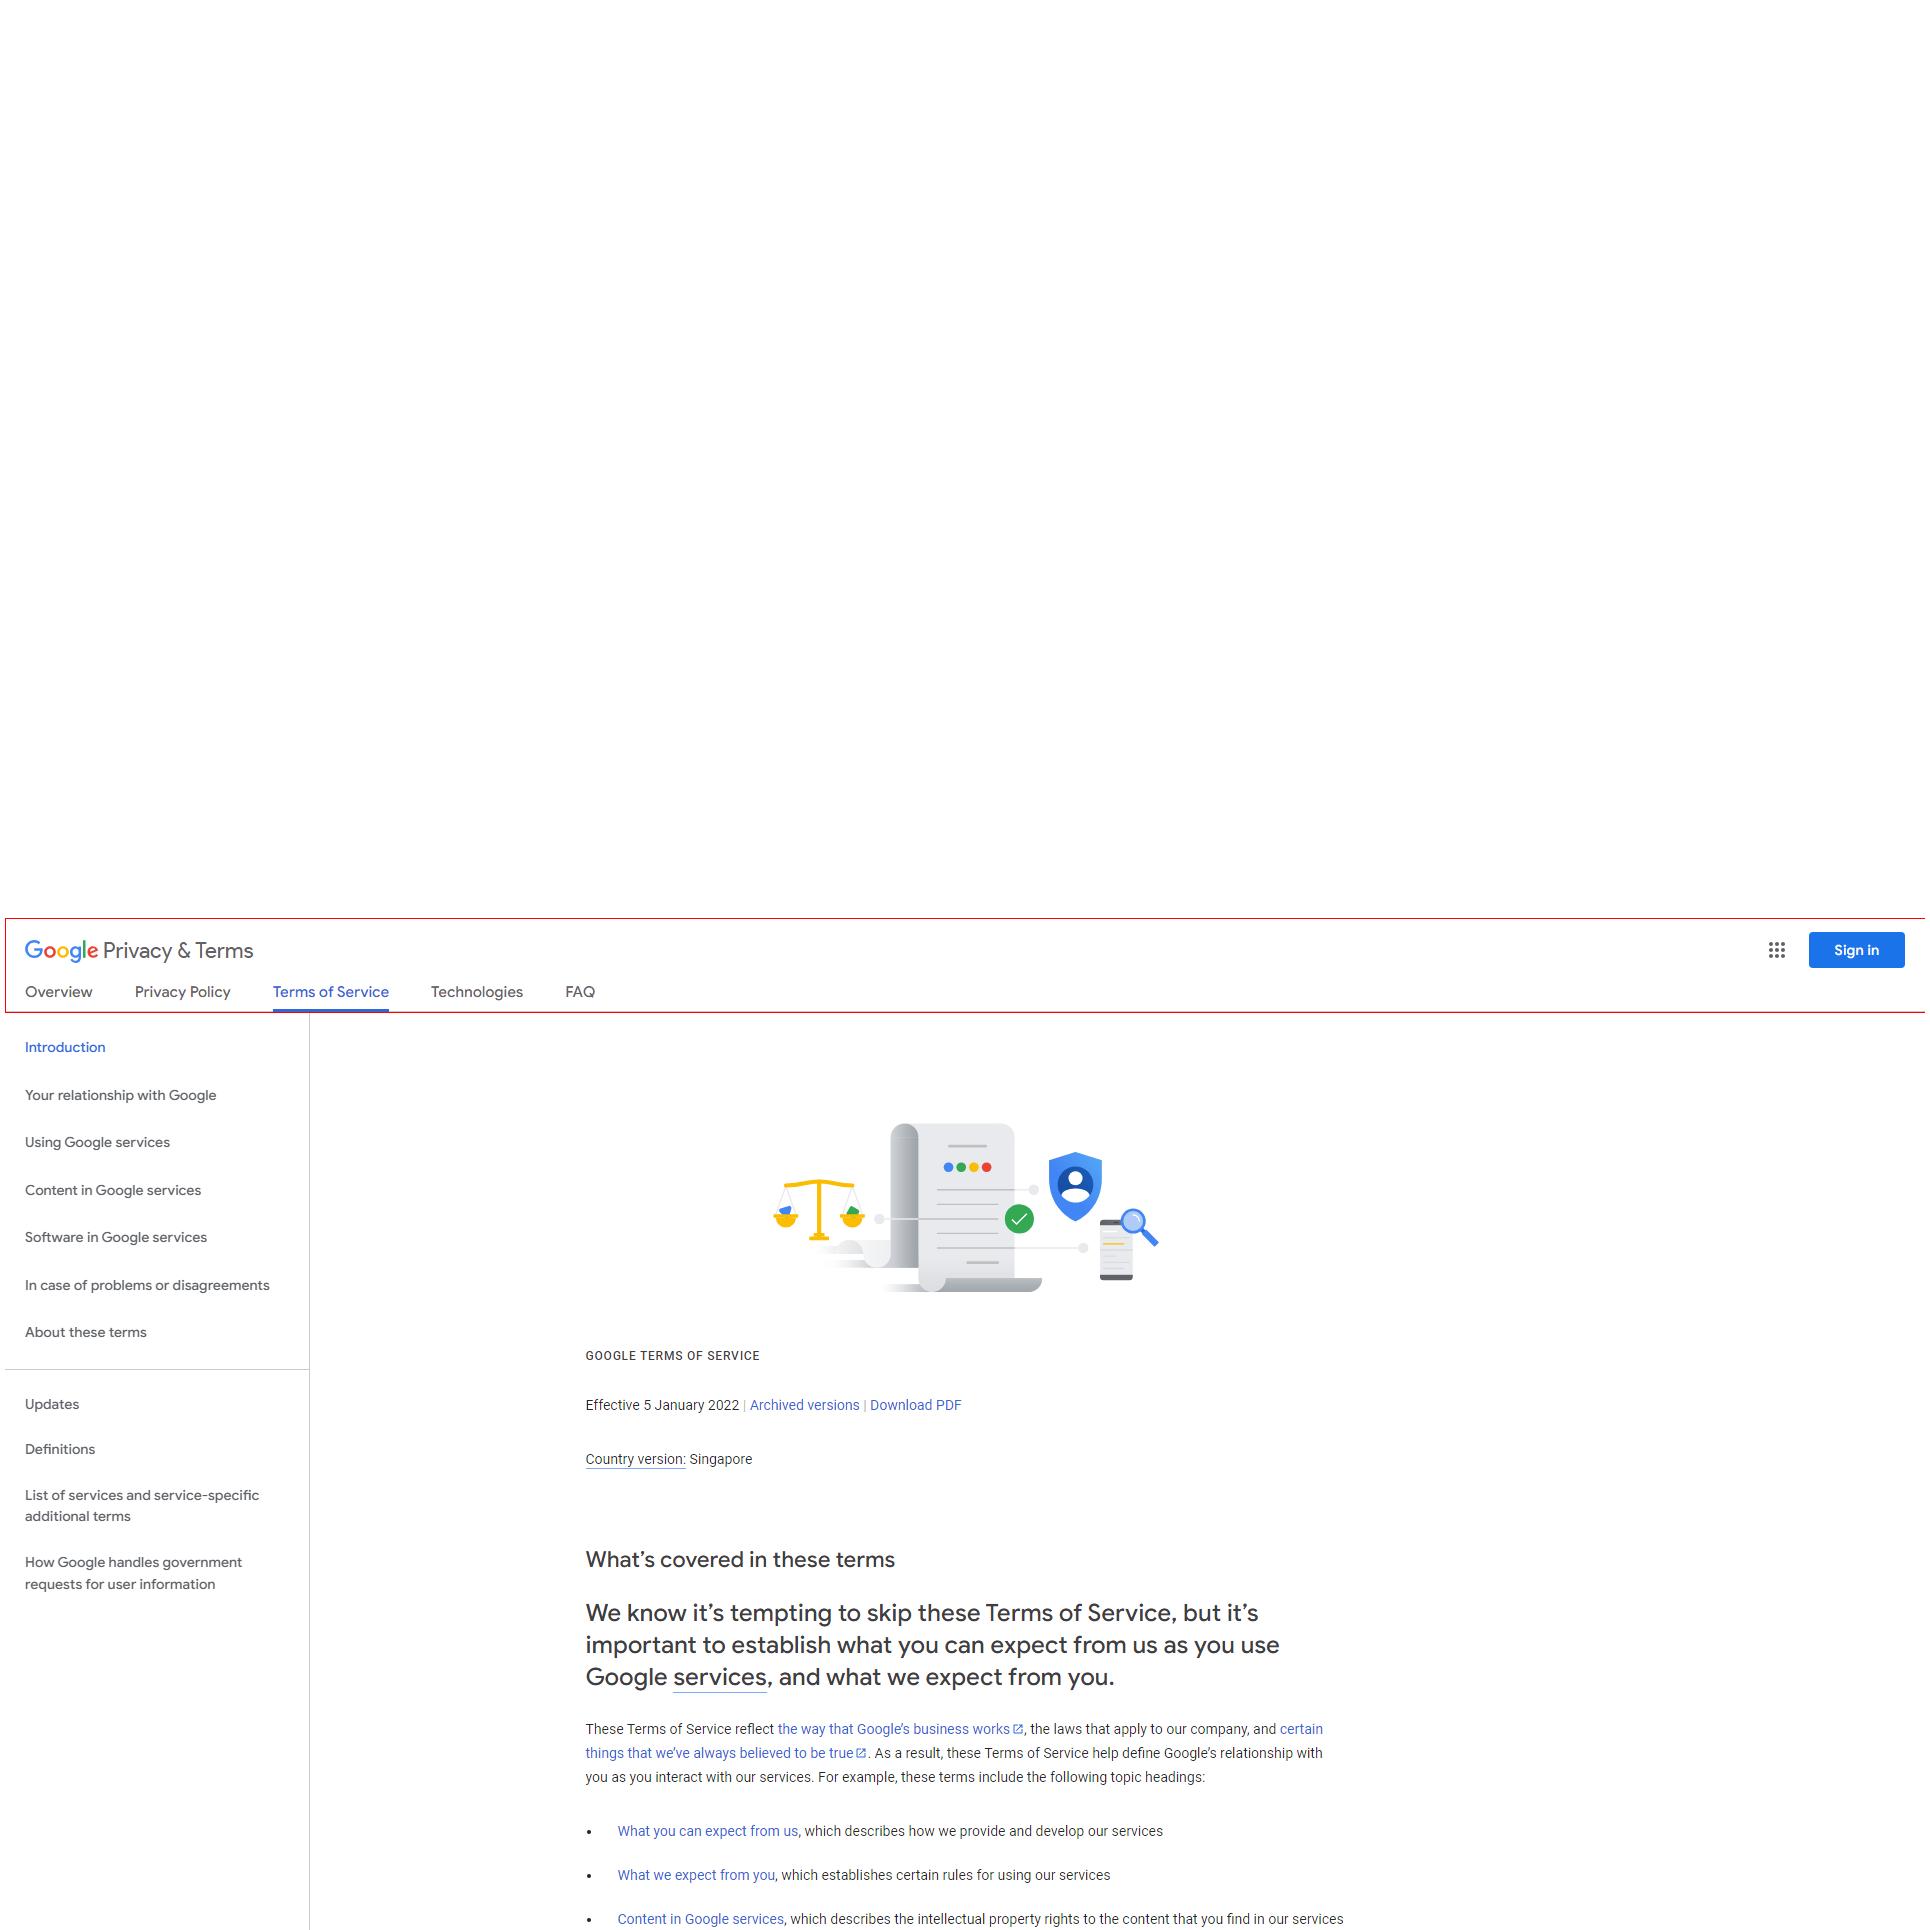 Google Privacy & Terms
Sign in
Overview
Privacy Policy
Terms of Service
Technologies
FAQ
Introduction
Your relationship with Google
Using Google services
Content in Google services
Software in Google services
In case of problems or disagreements
About these terms
Updates
Definitions
List of services and service-specific
additional terms
How Google handles government
requests for user information
GOOGLE TERMS OF SERVICE
Effective 5 January 2022 | Archived versions | Download PDF
Country version: Singapore
What’s covered in these terms
We know it’s tempting to skip these Terms of Service, but it’s
important to establish what you can expect from us as you use
Google services, and what we expect from you.
These Terms of Service reflect the way that Google’s business works, the laws that apply to our company, and certain
things that we’ve always believed to be true. As a result, these Terms of Service help define Google’s relationship with
you as you interact with our services. For example, these terms include the following topic headings:
• What you can expect from us, which describes how we provide and develop our services
• What we expect from you, which establishes certain rules for using our services
• Content in Google services, which describes the intellectual property rights to the content that you find in our services